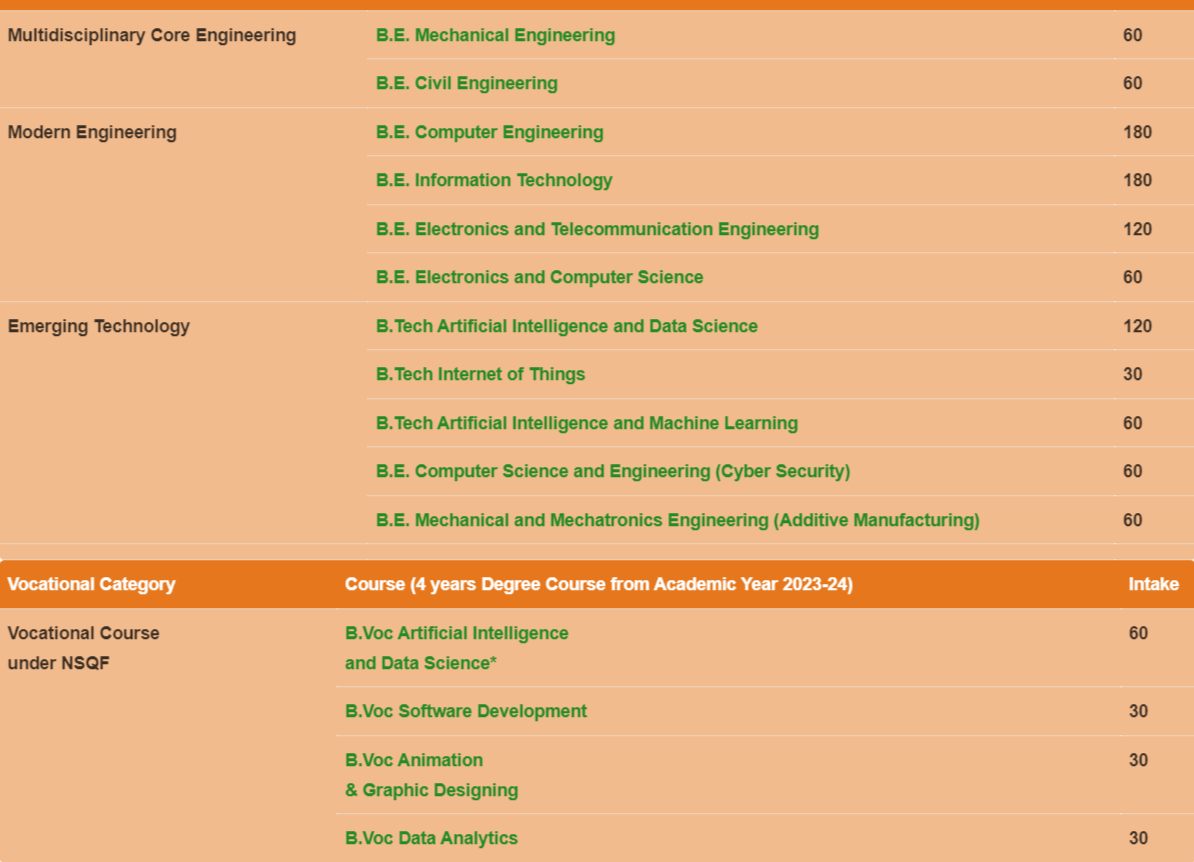 Multidisciplinary Core Engineering B.E. Mechanical Engineering 60
B.E. Civil Engineering 60
Modern Engineering B.E. Computer Engineering 180
B.E. Information Technology 180
B.E. Electronics and Telecommunication Engineering 120
B.E. Electronics and Computer Science 60
Emerging Technology B.Tech Artificial Intelligence and Data Science 120
B.Tech Internet of Things 30
B.Tech Artificial Intelligence and Machine Learning 60
B.E. Computer Science and Engineering (Cyber Security) 60
B.E. Mechanical and Mechatronics Engineering (Additive Manufacturing) 60
Vocational Category Course (4 years Degree Course from Academic Year 2023-24) Intake
Vocational Course B.Voc Artificial Intelligence 60
under NSQF and Data Science*
B.Voc Software Development 30
B.Voc Animation 30
& Graphic Designing
B.Voc Data Analytics 30